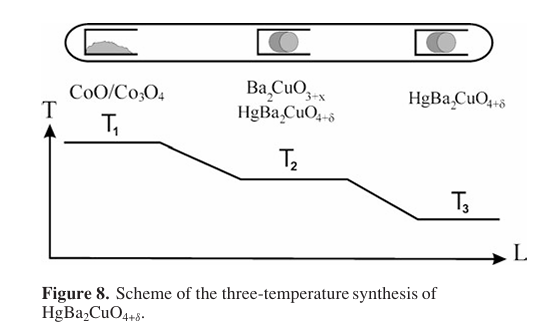 CoO/Co₃O₄
Ba₂CuO₃₊ₓ
HgBa₂CuO₄₊δ
HgBa₂CuO₄₊δ
T
T₁
T₂
T₃
L
Figure 8. Scheme of the three-temperature synthesis of
HgBa₂CuO₄₊δ.